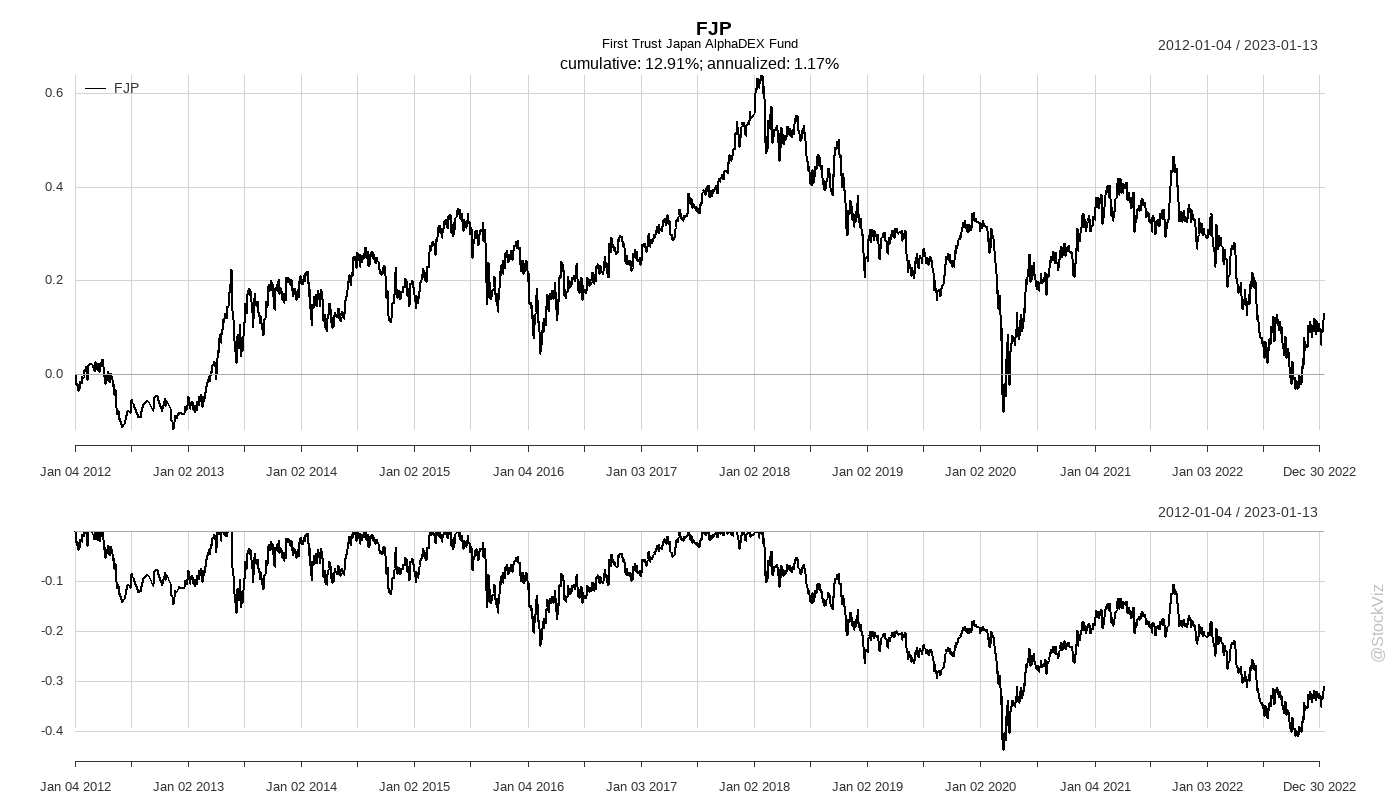 FJP
First Trust Japan AlphaDEX Fund
2012-01-04 / 2023-01-13
cumulative: 12.91%; annualized: 1.17%
FJP
0.6
0.4
0.2
0.0
Jan 04 2012 Jan 02 2013 Jan 02 2014 Jan 02 2015 Jan 04 2016 Jan 03 2017 Jan 02 2018 Jan 02 2019 Jan 02 2020 Jan 04 2021 Jan 03 2022 Dec 30 2022
2012-01-04 / 2023-01-13
-0.1
-0.2
-0.3
-0.4
Jan 04 2012 Jan 02 2013 Jan 02 2014 Jan 02 2015 Jan 04 2016 Jan 03 2017 Jan 02 2018 Jan 02 2019 Jan 02 2020 Jan 04 2021 Jan 03 2022 Dec 30 2022
@StockViz